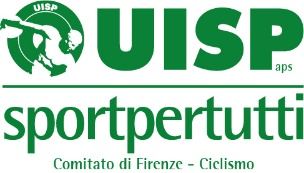 UISP
UISP
aps
sportpertutti
Comitato di Firenze - Ciclismo